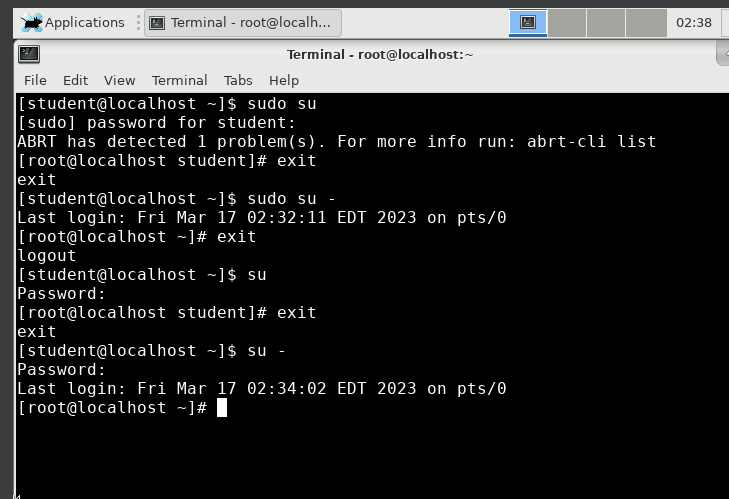 Applications
Terminal - root@localh...
02:38
Terminal - root@localhost:~
File Edit View Terminal Tabs Help
[student@localhost ~]$ sudo su
[sudo] password for student:
ABRT has detected 1 problem(s). For more info run: abrt-cli list
[root@localhost student]# exit
exit
[student@localhost ~]$ sudo su -
Last login: Fri Mar 17 02:32:11 EDT 2023 on pts/0
[root@localhost ~]# exit
logout
[student@localhost ~]$ su
Password:
[root@localhost student]# exit
exit
[student@localhost ~]$ su -
Password:
Last login: Fri Mar 17 02:34:02 EDT 2023 on pts/0
[root@localhost ~]#